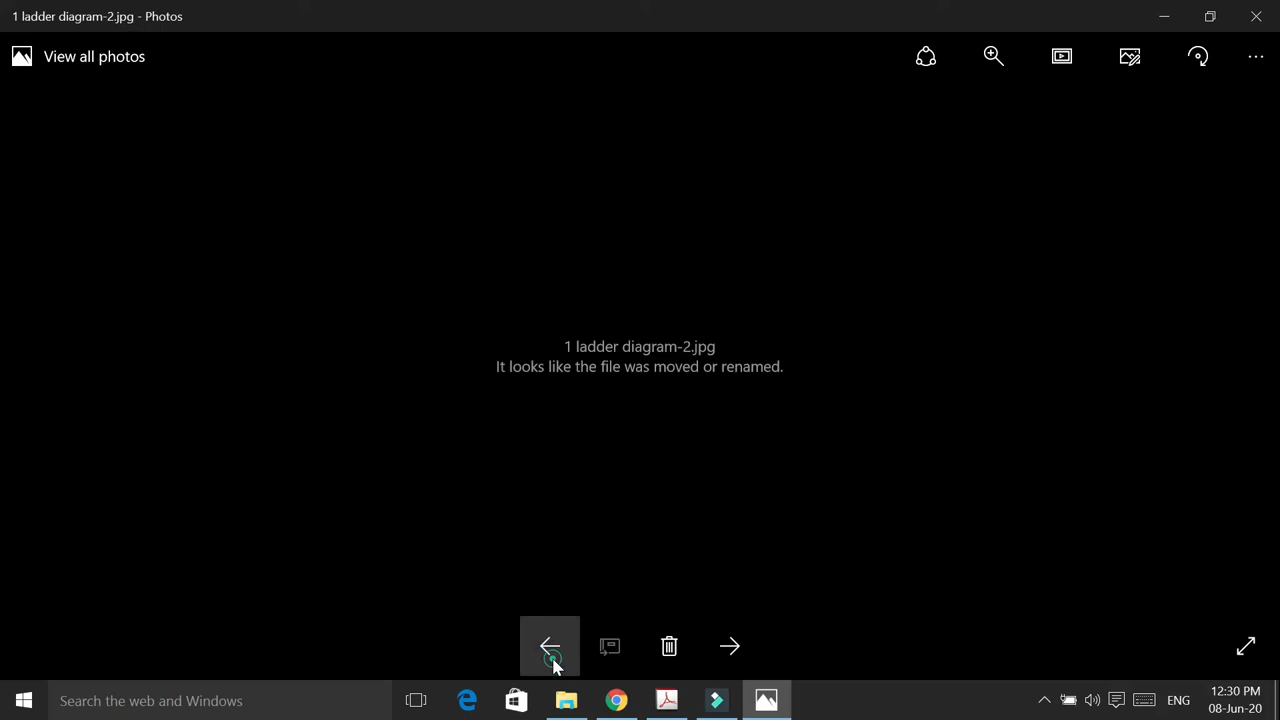 1 ladder diagram-2.jpg - Photos
View all photos
1 ladder diagram-2.jpg
It looks like the file was moved or renamed.
Search the web and Windows
ENG
12:30 PM
08-Jun-20